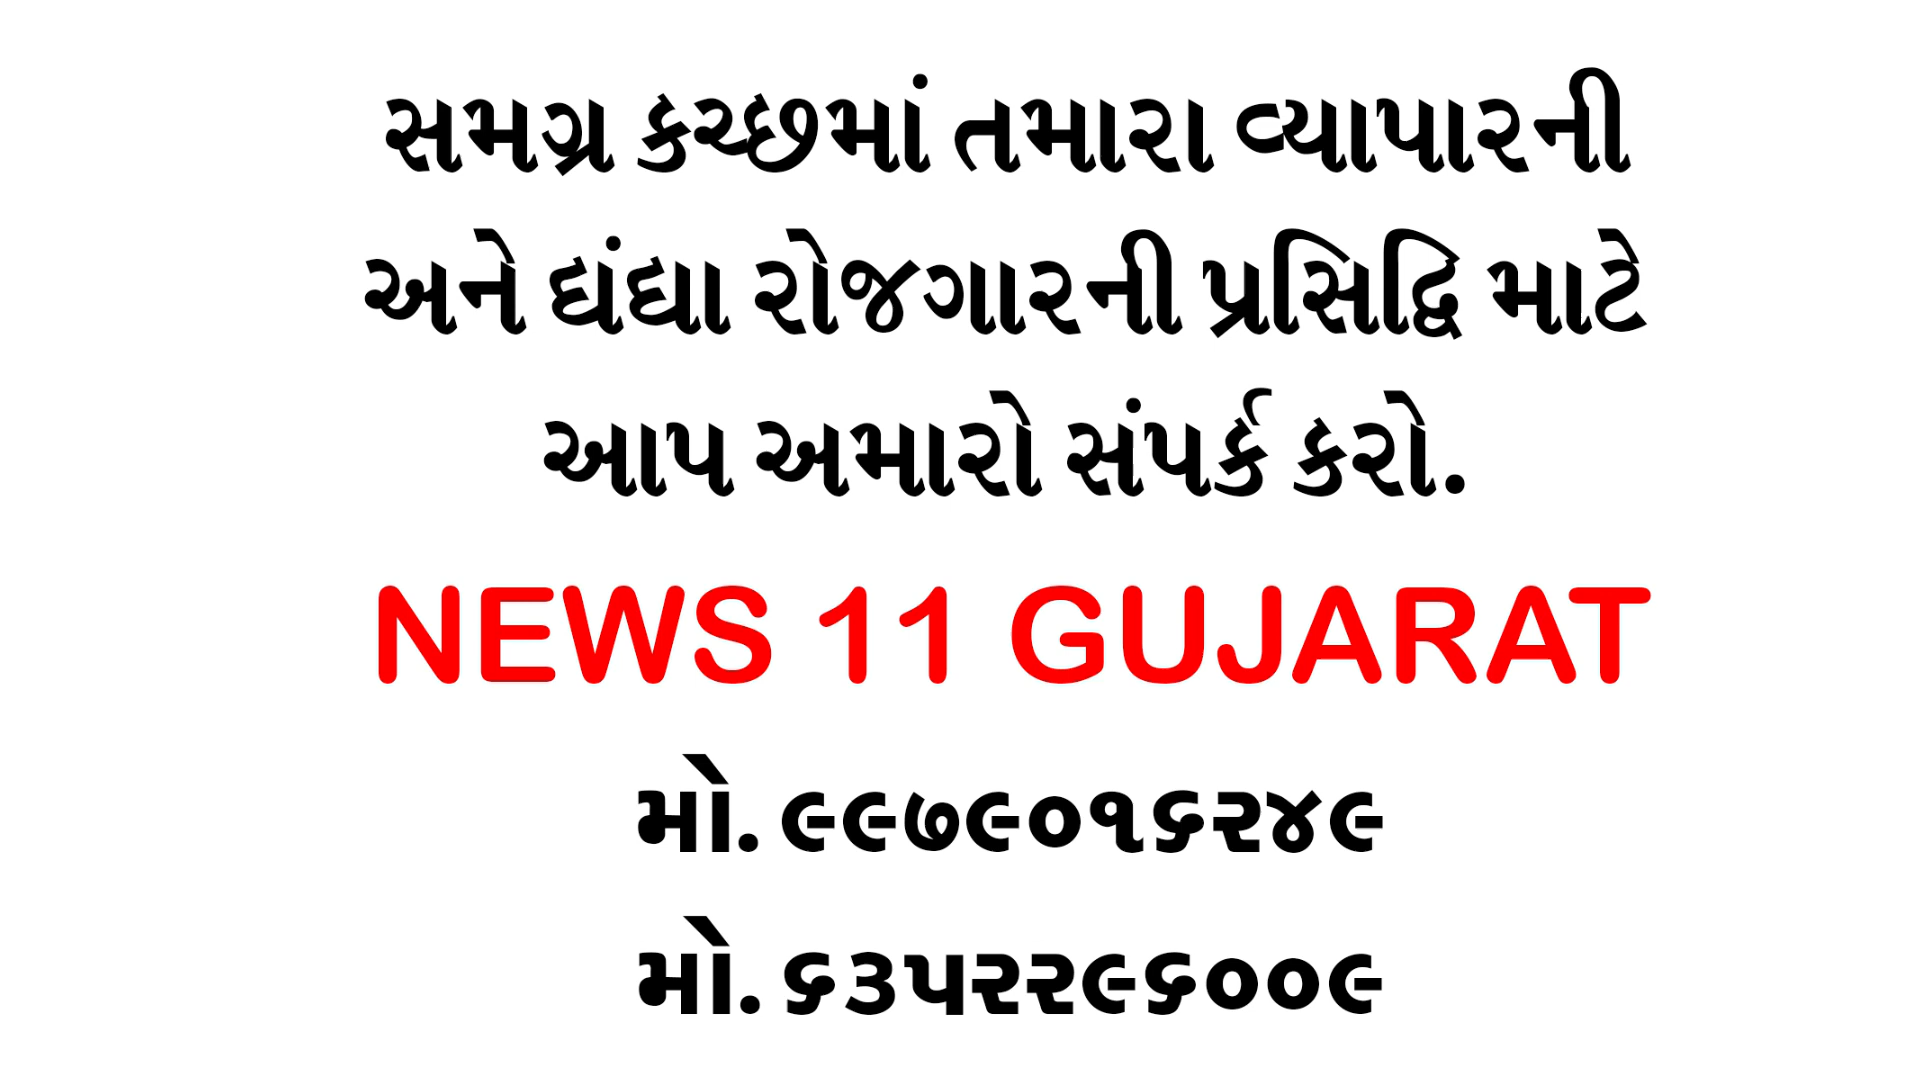 સમગ્ર કચ્છમાં તમારા વ્યાપારની
અને ધંધા રોજગારની પ્રસિદ્વિ માટે
આપ અમારો સંપર્ક કરો.
NEWS 11 GUJARAT
મો. ૯૯૭૯૦૧૬૨૪૯
મો. ૬૩૫૨૨૯૬૦૦૯